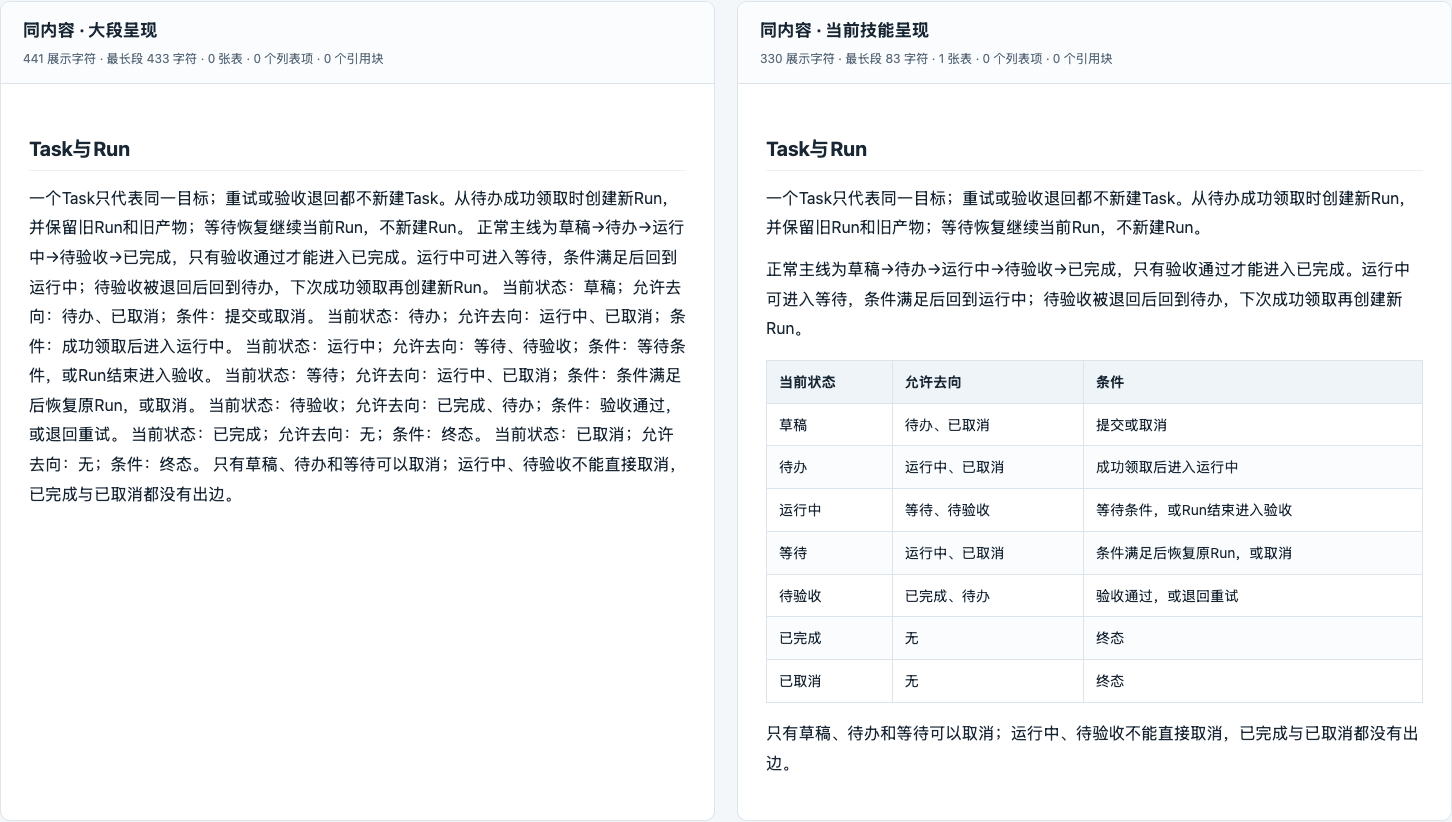 同内容 · 大段呈现
441 展示字符 · 最长段 433 字符 · 0 张表 · 0 个列表项 · 0 个引用块
Task与Run
一个Task只代表同一目标；重试或验收退回都不新建Task。从待办成功领取时创建新Run，
并保留旧Run和旧产物；等待恢复继续当前Run，不新建Run。 正常主线为草稿→待办→运行
中→待验收→已完成，只有验收通过才能进入已完成。运行中可进入等待，条件满足后回到
运行中；待验收被退回后回到待办，下次成功领取再创建新Run。 当前状态：草稿；允许去
向：待办、已取消；条件：提交或取消。 当前状态：待办；允许去向：运行中、已取消；条
件：成功领取后进入运行中。 当前状态：运行中；允许去向：等待、待验收；条件：等待条
件，或Run结束进入验收。 当前状态：等待；允许去向：运行中、已取消；条件：条件满足
后恢复原Run，或取消。 当前状态：待验收；允许去向：已完成、待办；条件：验收通过，
或退回重试。 当前状态：已完成；允许去向：无；条件：终态。 当前状态：已取消；允许
去向：无；条件：终态。 只有草稿、待办和等待可以取消；运行中、待验收不能直接取消，
已完成与已取消都没有出边。
同内容 · 当前技能呈现
330 展示字符 · 最长段 83 字符 · 1 张表 · 0 个列表项 · 0 个引用块
Task与Run
一个Task只代表同一目标；重试或验收退回都不新建Task。从待办成功领取时创建新Run，
并保留旧Run和旧产物；等待恢复继续当前Run，不新建Run。
正常主线为草稿→待办→运行中→待验收→已完成，只有验收通过才能进入已完成。运行中
可进入等待，条件满足后回到运行中；待验收被退回后回到待办，下次成功领取再创建新
Run。
当前状态 允许去向 条件
草稿 待办、已取消 提交或取消
待办 运行中、已取消 成功领取后进入运行中
运行中 等待、待验收 等待条件，或Run结束进入验收
等待 运行中、已取消 条件满足后恢复原Run，或取消
待验收 已完成、待办 验收通过，或退回重试
已完成 无 终态
已取消 无 终态
只有草稿、待办和等待可以取消；运行中、待验收不能直接取消，已完成与已取消都没有出
边。